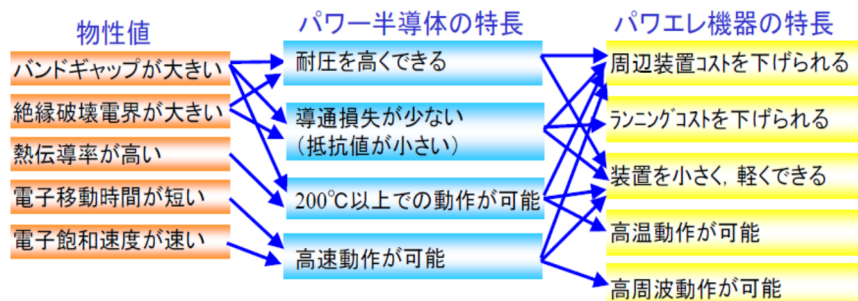 物性値
バンドギャップが大きい
絶縁破壊電界が大きい
熱伝導率が高い
電子移動時間が短い
電子飽和速度が速い
パワー半導体の特長
耐圧を高くできる
導通損失が少ない
(抵抗値が小さい)
200℃以上での動作が可能
高速動作が可能
パワエレ機器の特長
周辺装置コストを下げられる
ランニングコストを下げられる
装置を小さく，軽くできる
高温動作が可能
高周波動作が可能